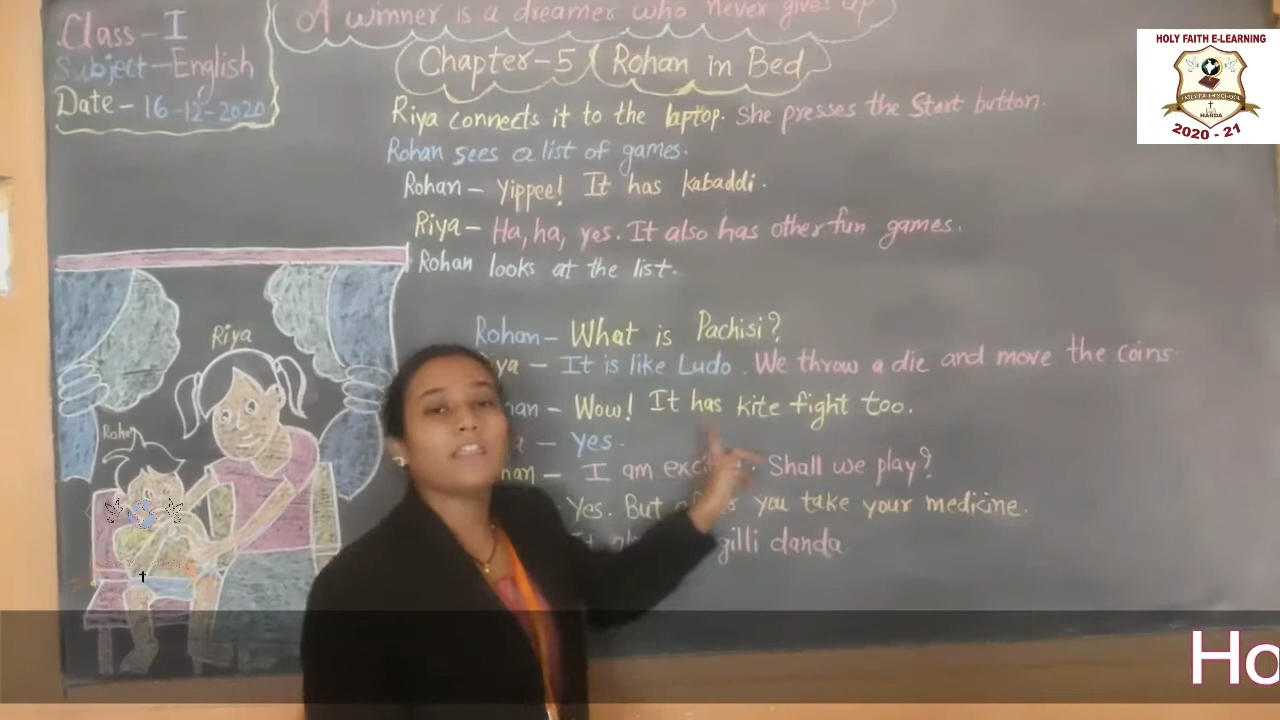 A winner is a dreamer who never gives up
Class - I
Subject - English
Date - 16-12-2020
Chapter-5 Rohan in Bed
Riya connects it to the laptop. She presses the Start button.
Rohan sees a list of games.
Rohan - Yippee! It has kabaddi.
Riya - Ha, ha, yes. It also has other fun games.
Rohan looks at the list.
Rohan - What is Pachisi?
- It is like Ludo. We throw a die and move the coins
- Wow! It has kite fight too.
- Yes.
- I am Shall we play?
Yes. But you take your medicine.
gilli danda
Riya
HOLY FAITH E-LEARNING
HOLY FAITH SCHOOL
HARDA
2020 - 21
Ho